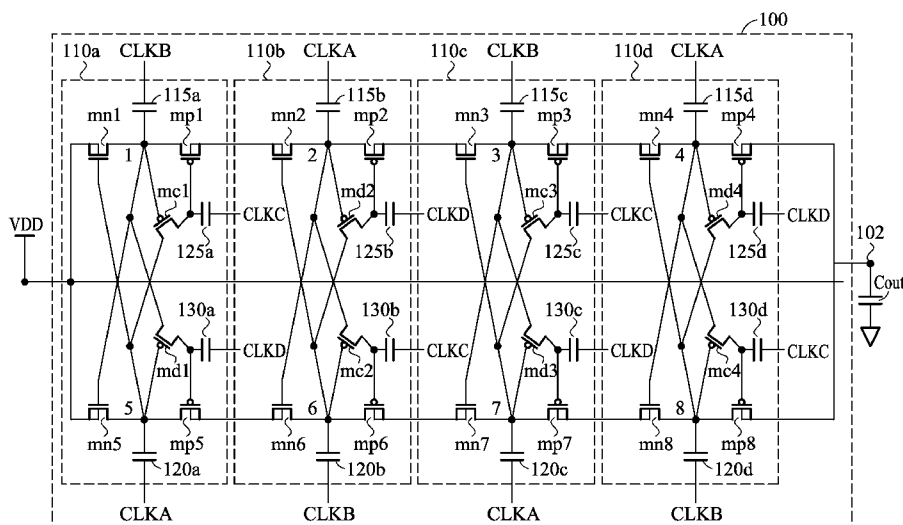 100
110a CLKB 110b CLKA 110c CLKB 110d CLKA
115a 115b 115c 115d
mn1 mp1 mn2 mp2 mn3 mp3 mn4 mp4
1 2 3 4
mc1 md2 mc3 md4
VDD CLKC CLKD CLKC CLKD
125a 125b 125c 125d 102
Cout
130a 130b 130c 130d
CLKD CLKC CLKD CLKC
md1 mc2 md3 mc4
5 6 7 8
mn5 mp5 mn6 mp6 mn7 mp7 mn8 mp8
120a 120b 120c 120d
CLKA CLKB CLKA CLKB